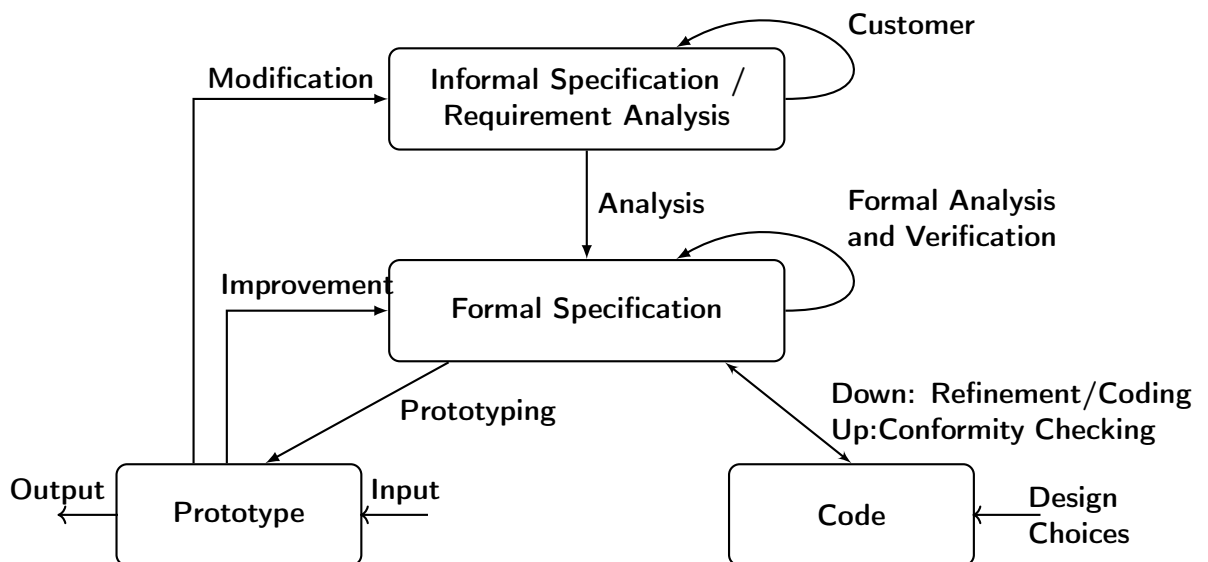 Customer
Modification
Informal Specification /
Requirement Analysis
Analysis
Formal Analysis
and Verification
Improvement
Formal Specification
Prototyping
Down: Refinement/Coding
Up:Conformity Checking
Output
Prototype
Input
Code
Design
Choices